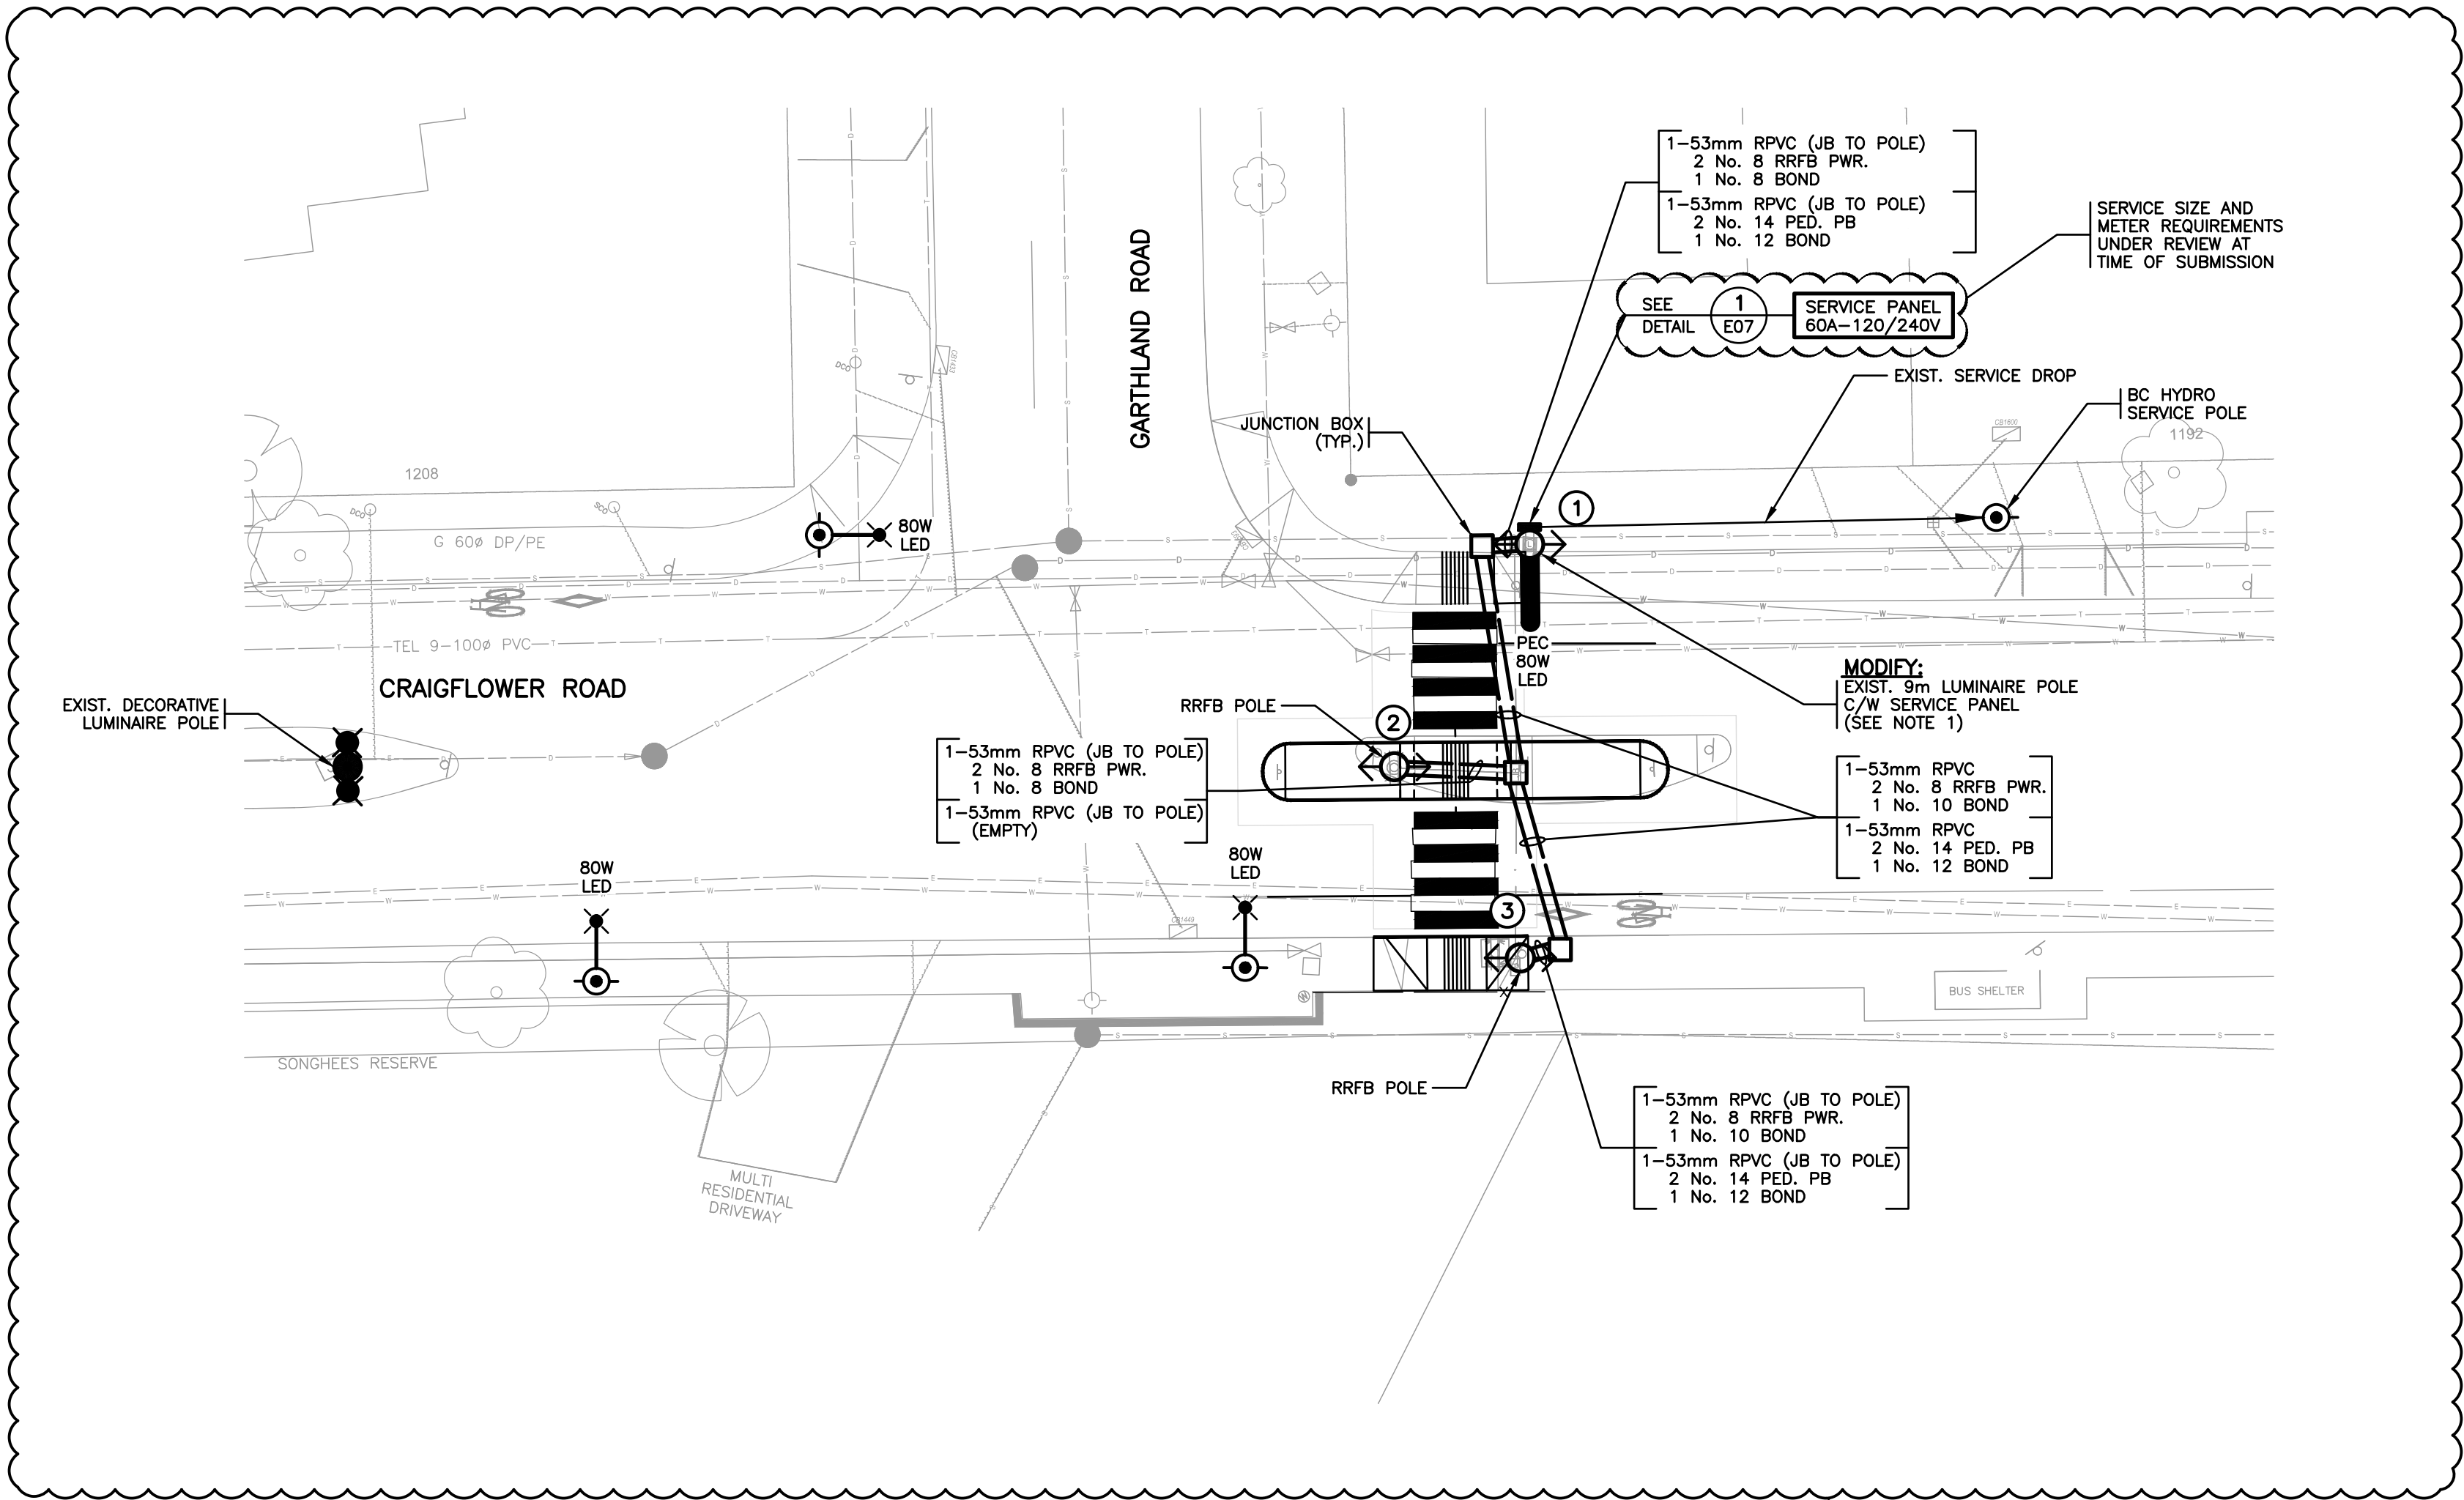 1-53mm RPVC (JB TO POLE)
2 No. 8 RRFB PWR.
1 No. 8 BOND
1-53mm RPVC (JB TO POLE)
2 No. 14 PED. PB
1 No. 12 BOND
SERVICE SIZE AND
METER REQUIREMENTS
UNDER REVIEW AT
TIME OF SUBMISSION
SEE
DETAIL
1
E07
SERVICE PANEL
60A-120/240V
EXIST. SERVICE DROP
BC HYDRO
SERVICE POLE
GARTHLAND ROAD
JUNCTION BOX
(TYP.)
CB1433
DCO
CB1600
1192
1208
DCO
SCO
G 60ø DP/PE
80W
LED
1
TEL 9-100ø PVC
CRAIGFLOWER ROAD
PEC
80W
LED
MODIFY:
EXIST. 9m LUMINAIRE POLE
C/W SERVICE PANEL
(SEE NOTE 1)
EXIST. DECORATIVE
LUMINAIRE POLE
RRFB POLE
2
1-53mm RPVC (JB TO POLE)
2 No. 8 RRFB PWR.
1 No. 8 BOND
1-53mm RPVC (JB TO POLE)
(EMPTY)
1-53mm RPVC
2 No. 8 RRFB PWR.
1 No. 10 BOND
1-53mm RPVC
2 No. 14 PED. PB
1 No. 12 BOND
80W
LED
80W
LED
3
CB1449
BUS SHELTER
SONGHEES RESERVE
RRFB POLE
1-53mm RPVC (JB TO POLE)
2 No. 8 RRFB PWR.
1 No. 10 BOND
1-53mm RPVC (JB TO POLE)
2 No. 14 PED. PB
1 No. 12 BOND
MULTI
RESIDENTIAL
DRIVEWAY